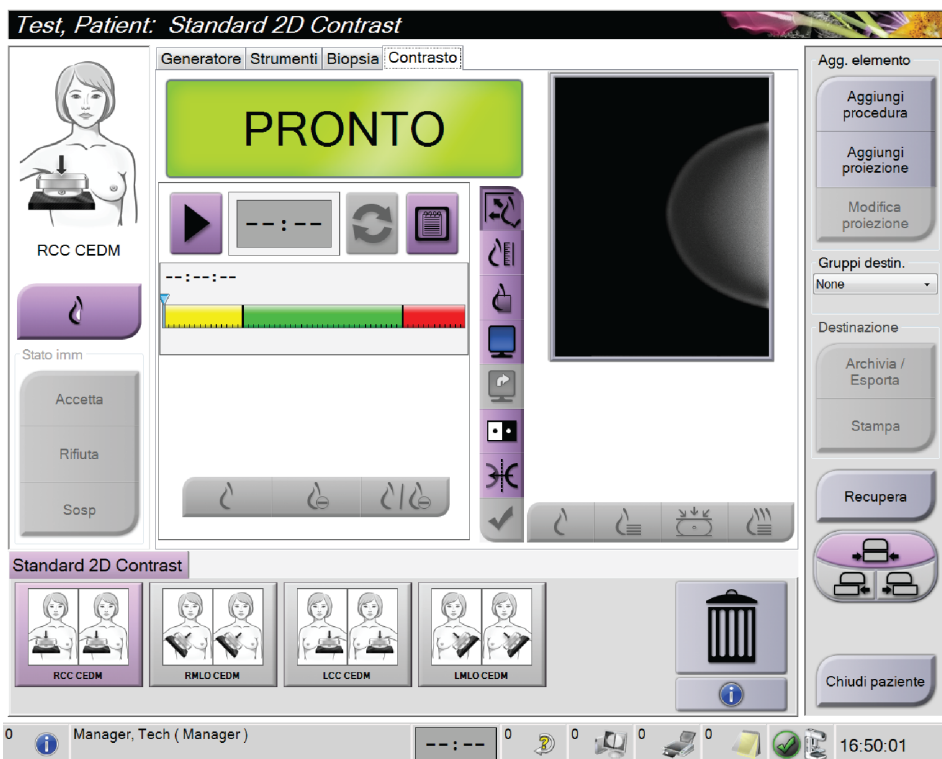 Test, Patient: Standard 2D Contrast
Generatore Strumenti Biopsia Contrasto
PRONTO
--:--
--:--:--
RCC CEDM
Stato imm
Accetta
Rifiuta
Sosp
Agg. elemento
Aggiungi
procedura
Aggiungi
proiezione
Modifica
proiezione
Gruppi destin.
None
Destinazione
Archivia /
Esporta
Stampa
Recupera
Chiudi paziente
Standard 2D Contrast
RCC CEDM
RMLO CEDM
LCC CEDM
LMLO CEDM
0 Manager, Tech ( Manager ) --:-- 0 0 0 0 16:50:01